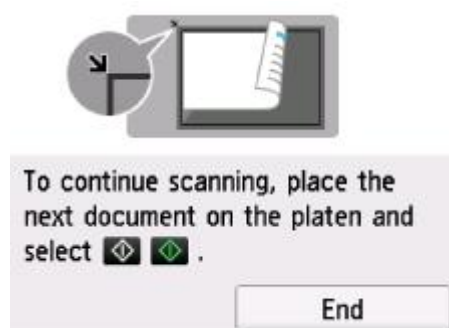 To continue scanning, place the
next document on the platen and
select .
End